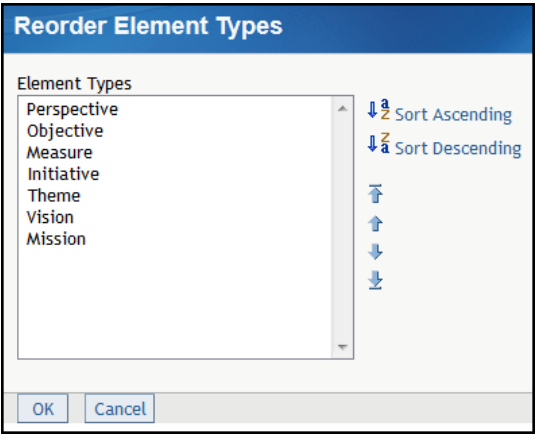 Reorder Element Types
Element Types
Perspective
Objective
Measure
Initiative
Theme
Vision
Mission
a
z Sort Ascending
z
a Sort Descending
OK Cancel